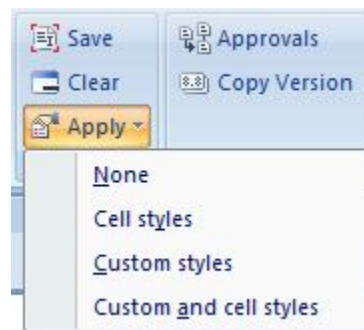 Save
Approvals
Clear
Copy Version
Apply
None
Cell styles
Custom styles
Custom and cell styles